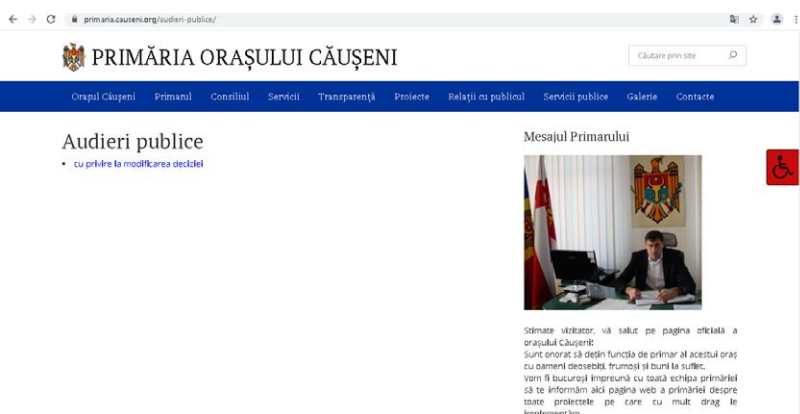 primaria.causeni.org/audieri-publice/
PRIMĂRIA ORAȘULUI CĂUȘENI
Căutare prin site
Orașul Căușeni Primarul Consiliul Servicii Transparență Proiecte Relații cu publicul Servicii publice Galerie Contacte
Audieri publice
cu privire la modificarea deciziei
Mesajul Primarului
Stimate vizitator, vă salut pe pagina oficială a
orașului Căușeni!
Sunt onorat să dețin funcția de primar al acestui oraș
cu oameni deosebiți, frumoși și buni la suflet.
Vom fi bucuroși împreună cu toată echipa primăriei
să te informăm aici pagina web a primăriei despre
toate proiectele pe care cu mult drag le
implementăm